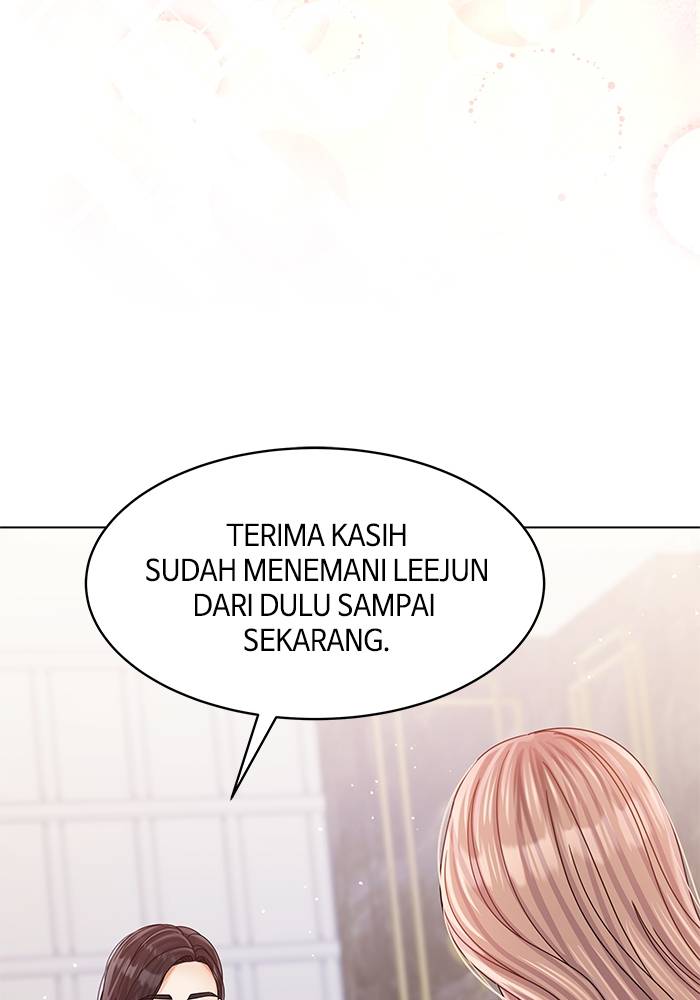 TERIMA KASIH
SUDAH MENEMANI LEEJUN
DARI DULU SAMPAI
SEKARANG.